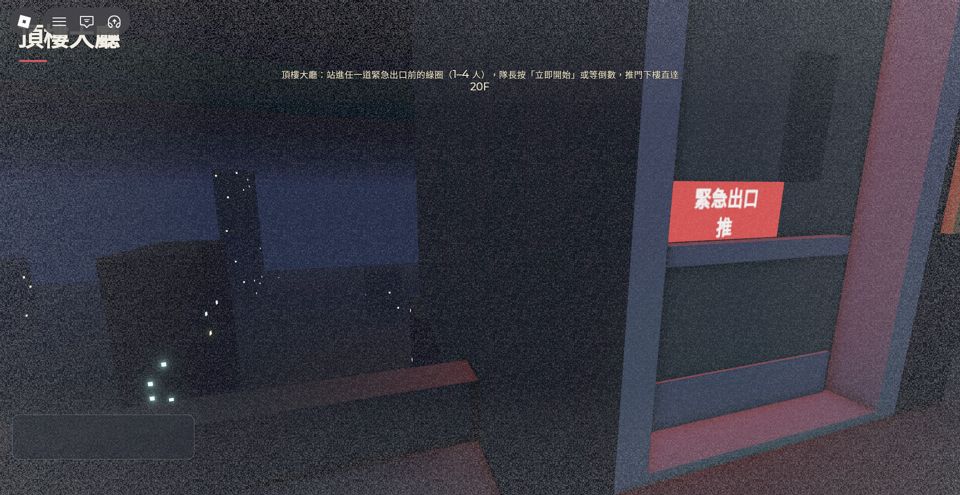 頂樓大廳
頂樓大廳：站進任一道緊急出口前的綠圈（1–4 人），隊長按「立即開始」或等倒數，推門下樓直達
20F
緊急出口
推